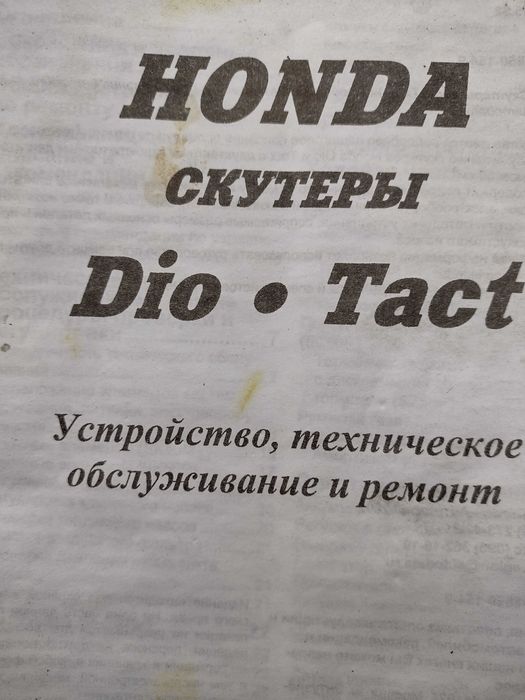 HONDA
СКУТЕРЫ
Dio • Tact
Устройство, техническое
обслуживание и ремонт